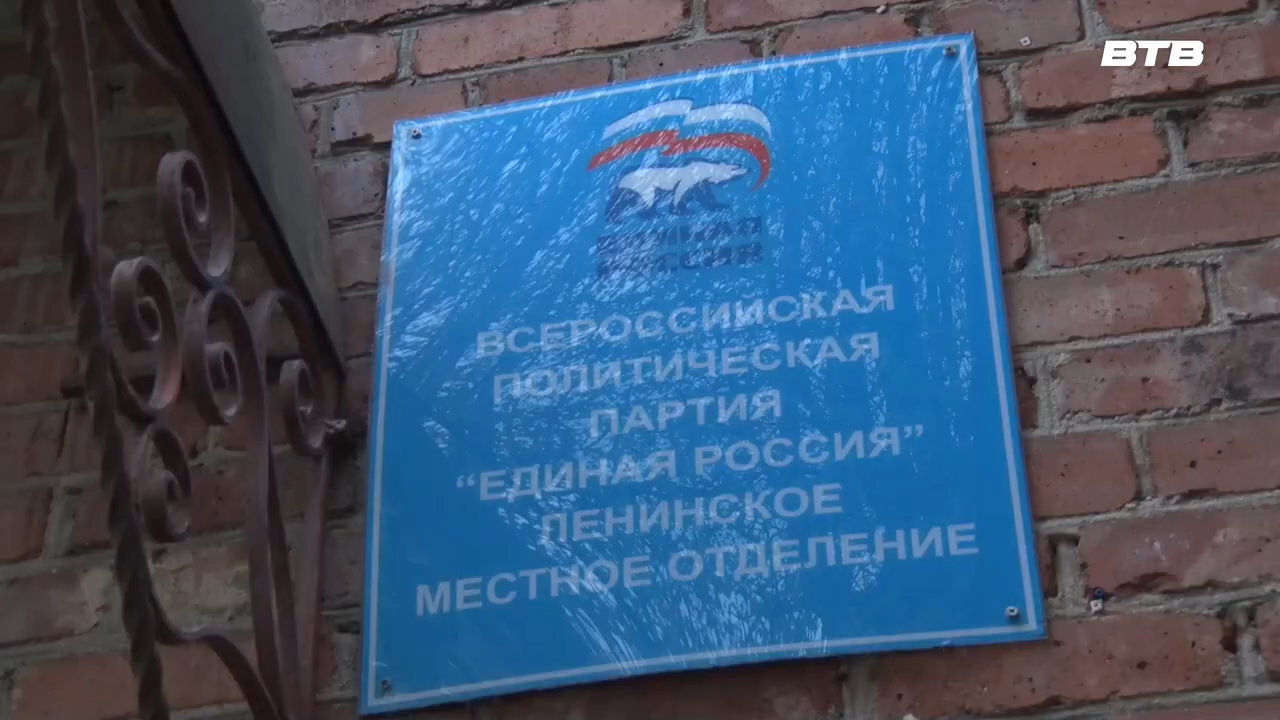 ВТВ
ЕДИНАЯ
РОССИЯ
ВСЕРОССИЙСКАЯ
ПОЛИТИЧЕСКАЯ
ПАРТИЯ
“ЕДИНАЯ РОССИЯ”
ЛЕНИНСКОЕ
МЕСТНОЕ ОТДЕЛЕНИЕ